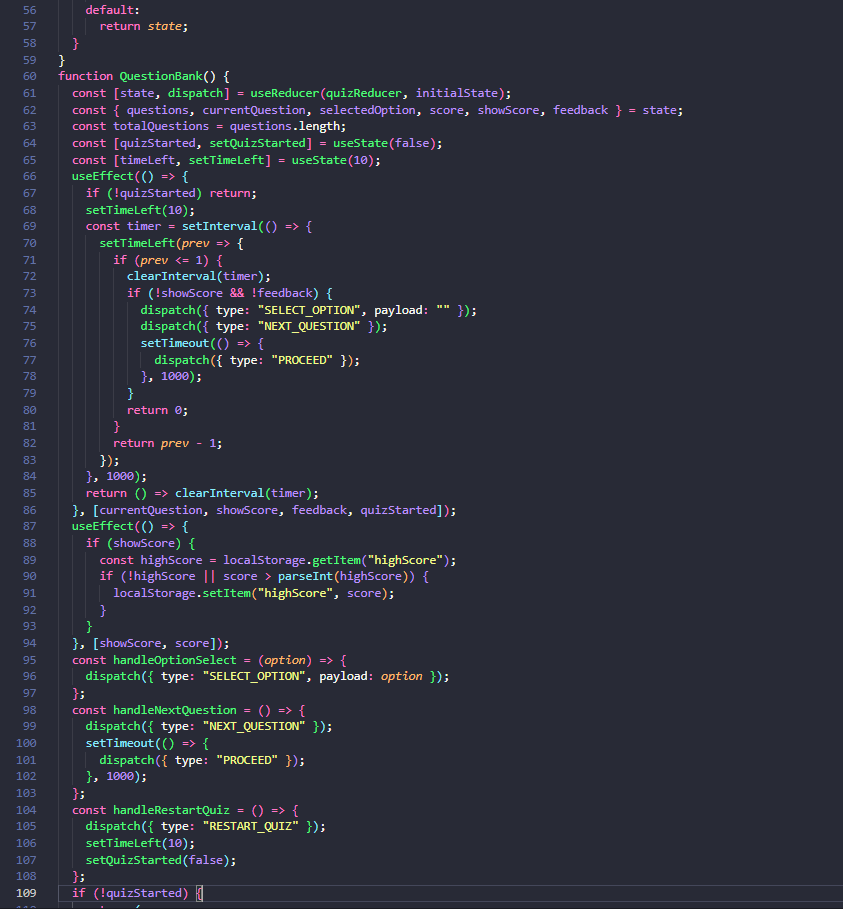 56 default:
57 return state;
58 }
59 }
60 function QuestionBank() {
61 const [state, dispatch] = useReducer(quizReducer, initialState);
62 const { questions, currentQuestion, selectedOption, score, showScore, feedback } = state;
63 const totalQuestions = questions.length;
64 const [quizStarted, setQuizStarted] = useState(false);
65 const [timeLeft, setTimeLeft] = useState(10);
66 useEffect(() => {
67 if (!quizStarted) return;
68 setTimeLeft(10);
69 const timer = setInterval(() => {
70 setTimeLeft(prev => {
71 if (prev <= 1) {
72 clearInterval(timer);
73 if (!showScore && !feedback) {
74 dispatch({ type: "SELECT_OPTION", payload: "" });
75 dispatch({ type: "NEXT_QUESTION" });
76 setTimeout(() => {
77 dispatch({ type: "PROCEED" });
78 }, 1000);
79 }
80 return 0;
81 }
82 return prev - 1;
83 });
84 }, 1000);
85 return () => clearInterval(timer);
86 }, [currentQuestion, showScore, feedback, quizStarted]);
87 useEffect(() => {
88 if (showScore) {
89 const highScore = localStorage.getItem("highScore");
90 if (!highScore || score > parseInt(highScore)) {
91 localStorage.setItem("highScore", score);
92 }
93 }
94 }, [showScore, score]);
95 const handleOptionSelect = (option) => {
96 dispatch({ type: "SELECT_OPTION", payload: option });
97 };
98 const handleNextQuestion = () => {
99 dispatch({ type: "NEXT_QUESTION" });
100 setTimeout(() => {
101 dispatch({ type: "PROCEED" });
102 }, 1000);
103 };
104 const handleRestartQuiz = () => {
105 dispatch({ type: "RESTART_QUIZ" });
106 setTimeLeft(10);
107 setQuizStarted(false);
108 };
109 if (!quizStarted) {